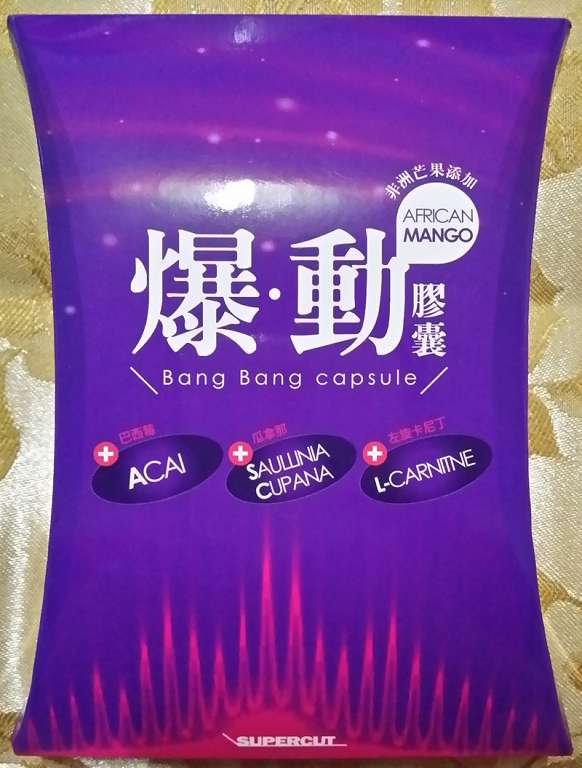 非洲芒果添加
AFRICAN
MANGO
爆·動
膠囊
Bang Bang capsule
巴西莓
ACAI
瓜拿那
SAULLINIA
CUPANA
左旋卡尼丁
L-CARNITNE
SUPERCUT